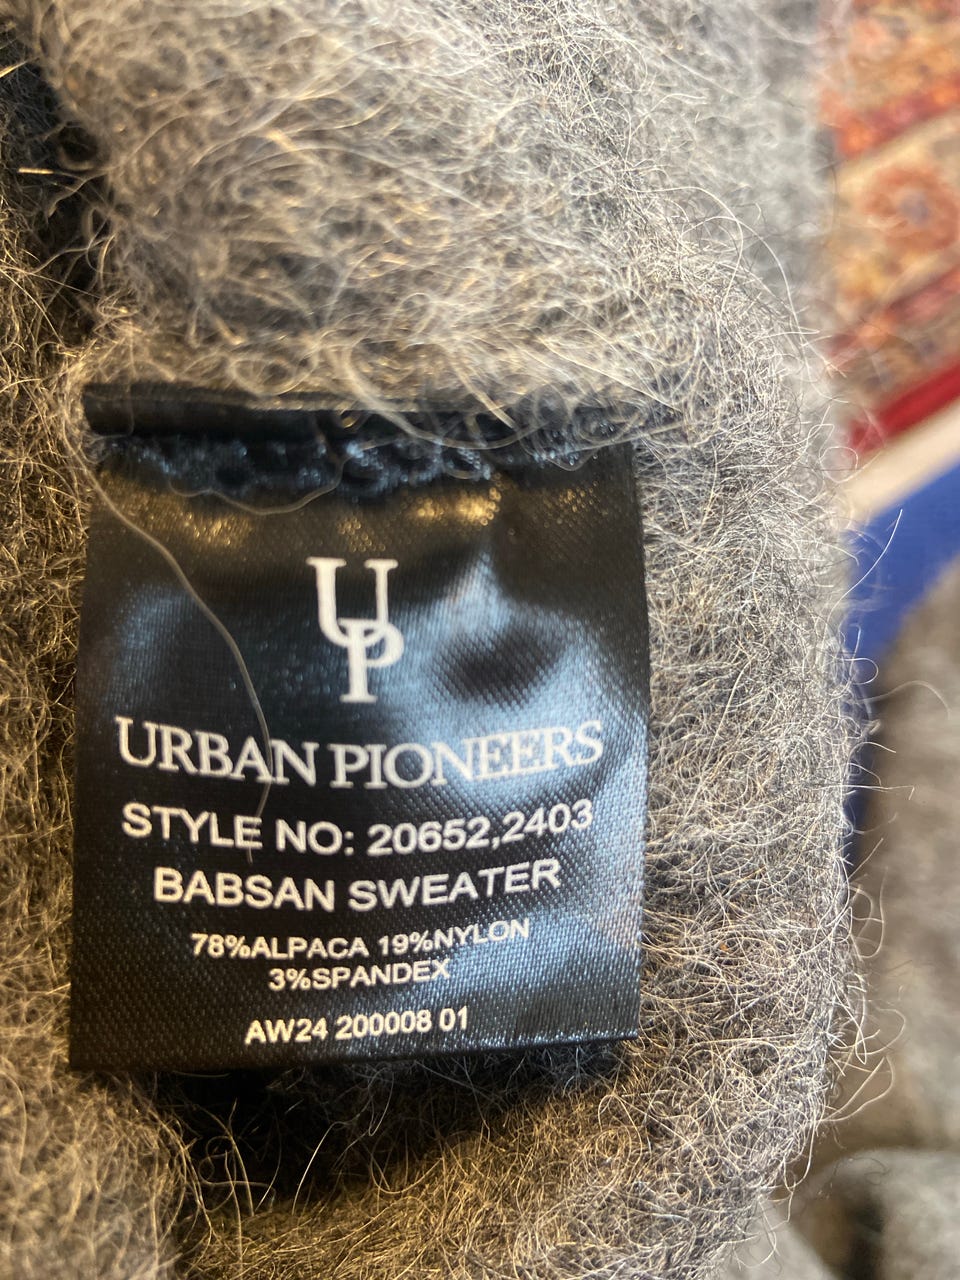 UP
URBAN PIONEERS
STYLE NO: 20652,2403
BABSAN SWEATER
78%ALPACA 19%NYLON
3%SPANDEX
AW24 200008 01